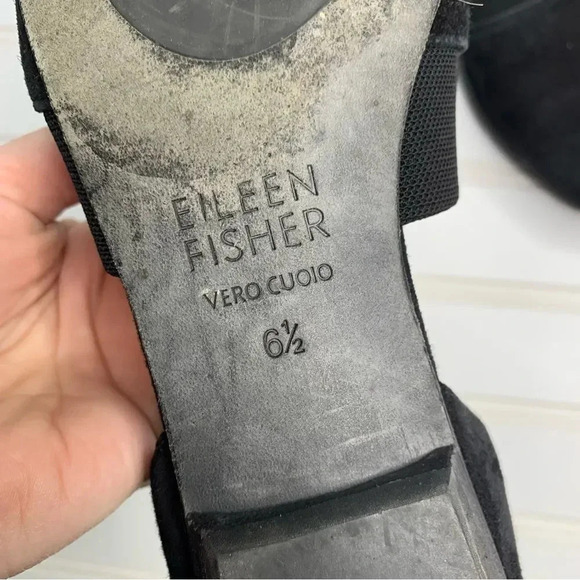 EILEEN
FISHER
VERO CUOIO
6½